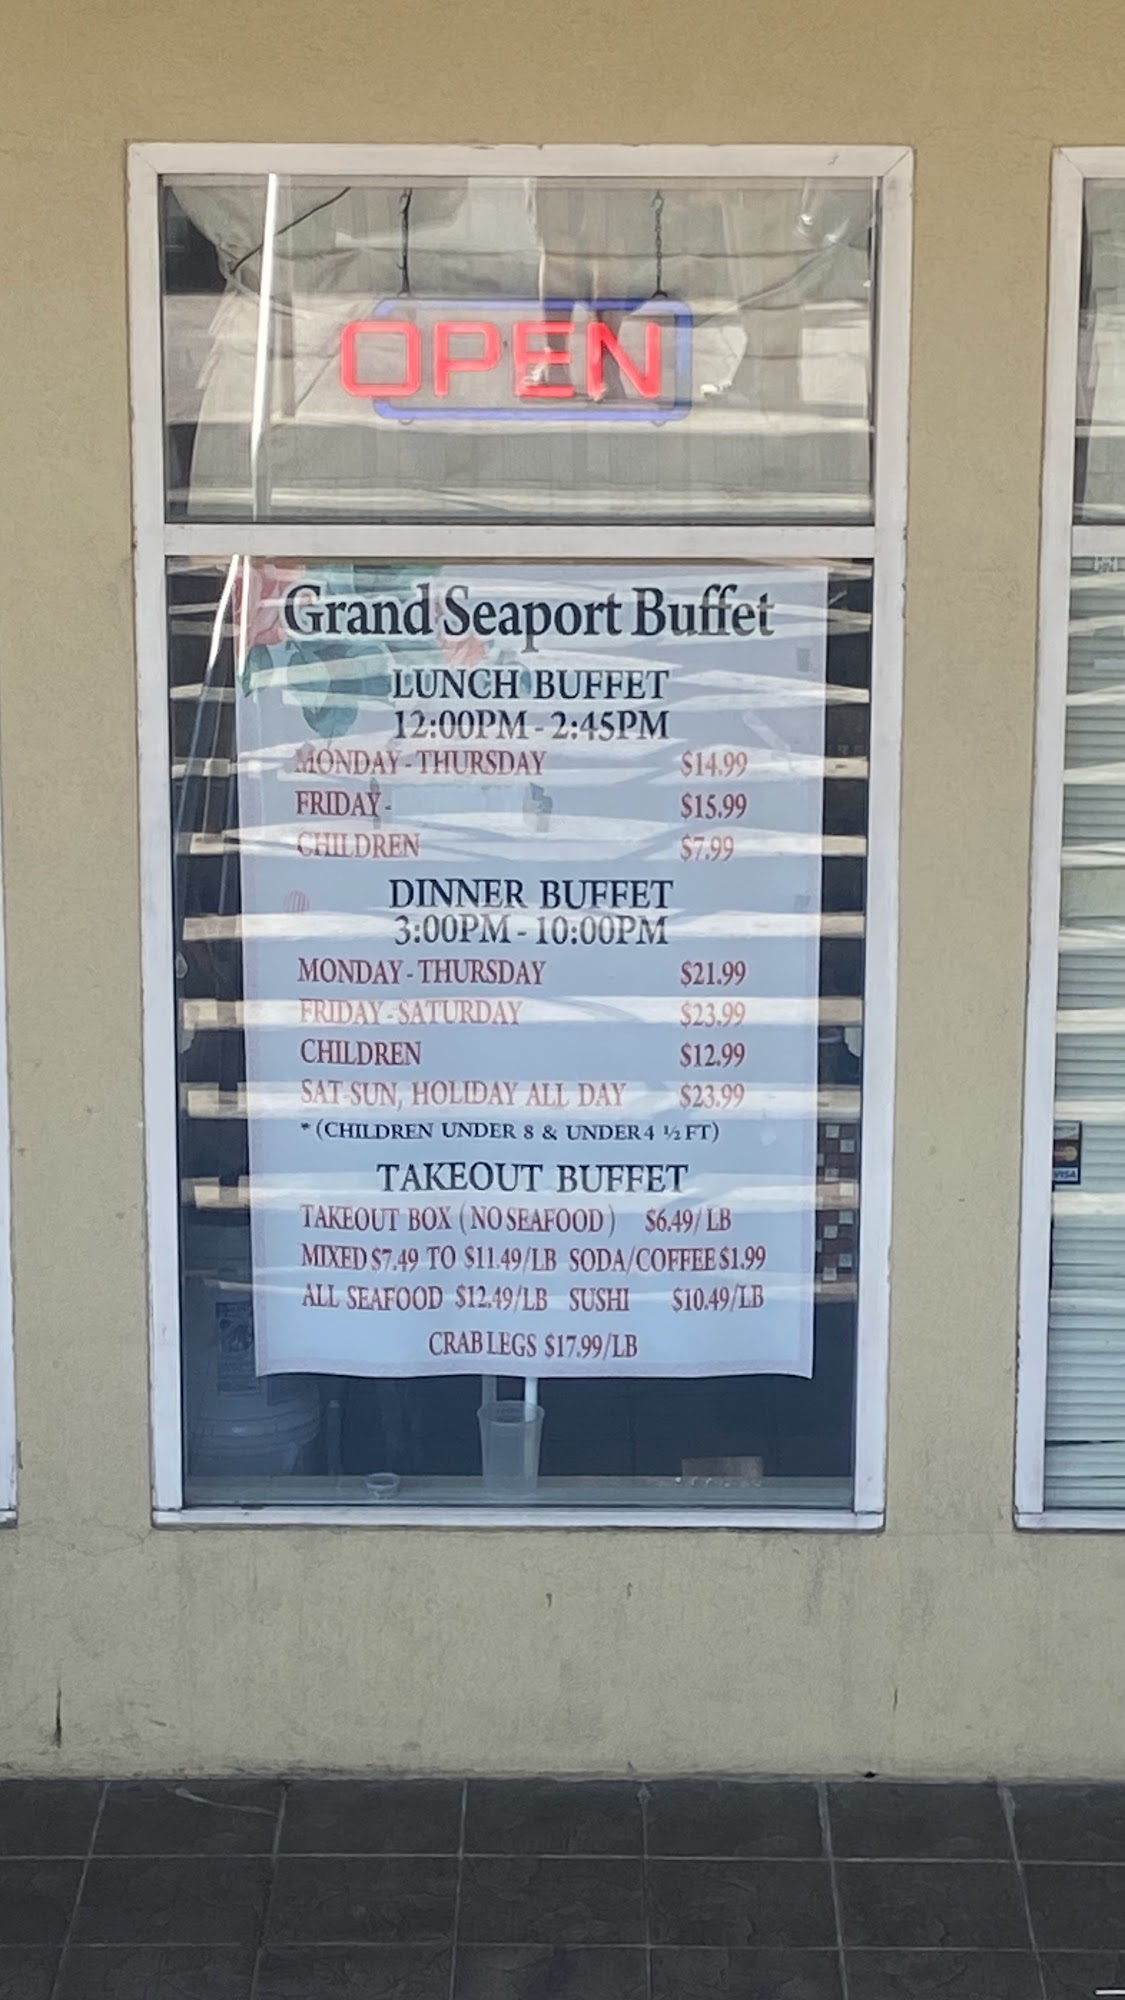 OPEN
Grand Seaport Buffet
LUNCH BUFFET
12:00PM - 2:45PM
MONDAY - THURSDAY $14.99
FRIDAY - $15.99
CHILDREN $7.99
DINNER BUFFET
3:00PM - 10:00PM
MONDAY - THURSDAY $21.99
FRIDAY - SATURDAY $23.99
CHILDREN $12.99
SAT-SUN, HOLIDAY ALL DAY $23.99
* (CHILDREN UNDER 8 & UNDER 4 ½ FT)
TAKEOUT BUFFET
TAKEOUT BOX ( NO SEAFOOD ) $6.49/ LB
MIXED $7.49 TO $11.49/LB SODA/COFFEE $1.99
ALL SEAFOOD $12.49/LB SUSHI $10.49/LB
CRAB LEGS $17.99/LB
VISA